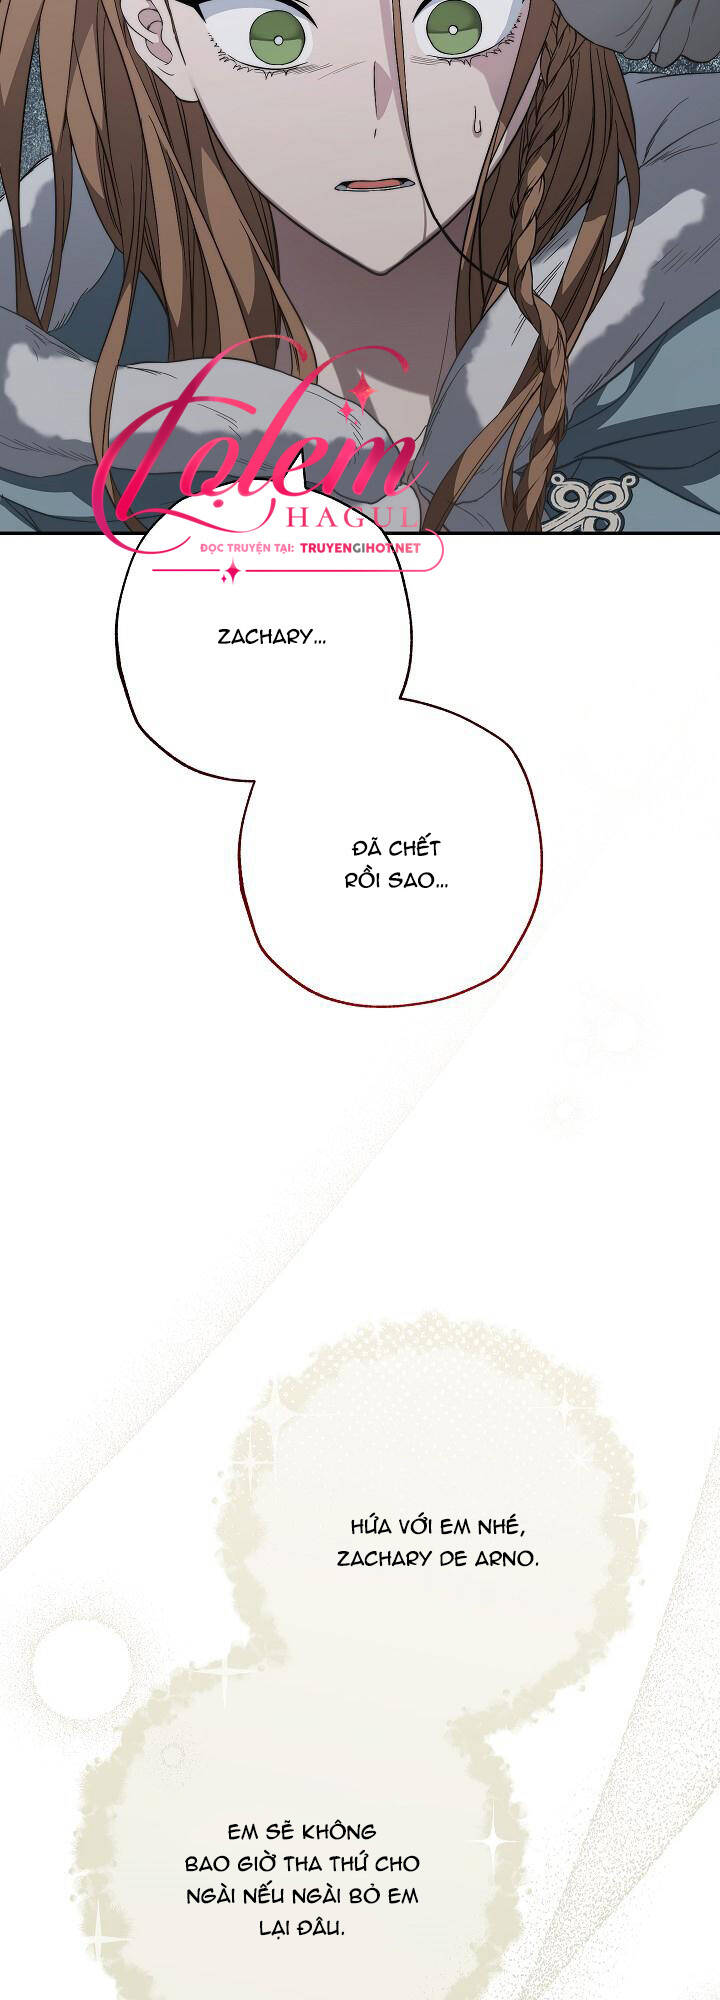 Lọlem
HAGUL
ĐỌC TRUYỆN TẠI: TRUYENGIHOT.NET
ZACHARY...
ĐÃ CHẾT
RỒI SAO...
HỨA VỚI EM NHÉ,
ZACHARY DE ARNO.
EM SẼ KHÔNG
BAO GIỜ THA THỨ CHO
NGÀI NẾU NGÀI BỎ EM
LẠI ĐÂU.